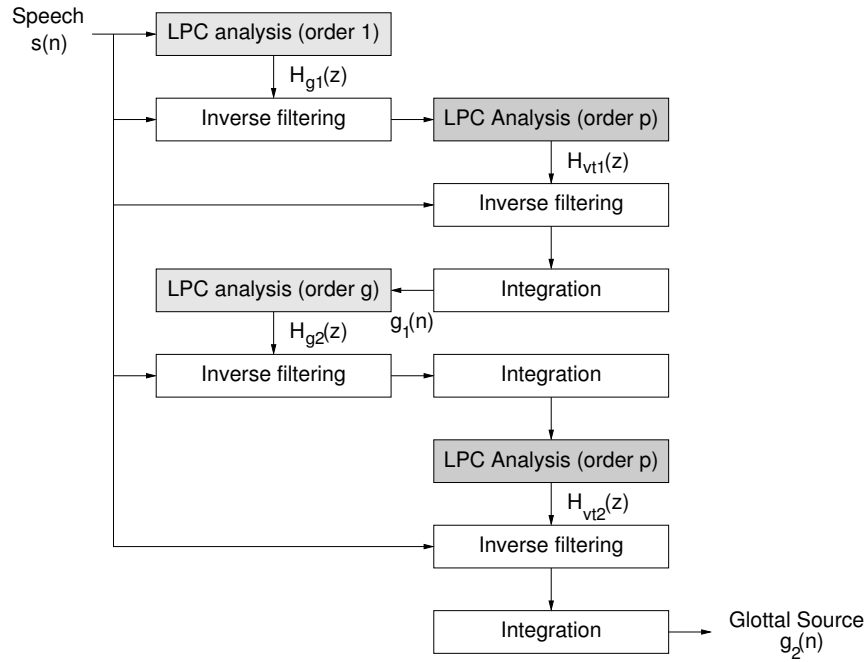 Speech
s(n)
LPC analysis (order 1)
H_g1(z)
Inverse filtering
LPC Analysis (order p)
H_vt1(z)
Inverse filtering
Integration
LPC analysis (order g)
g_1(n)
H_g2(z)
Inverse filtering
Integration
LPC Analysis (order p)
H_vt2(z)
Inverse filtering
Integration
Glottal Source
g_2(n)